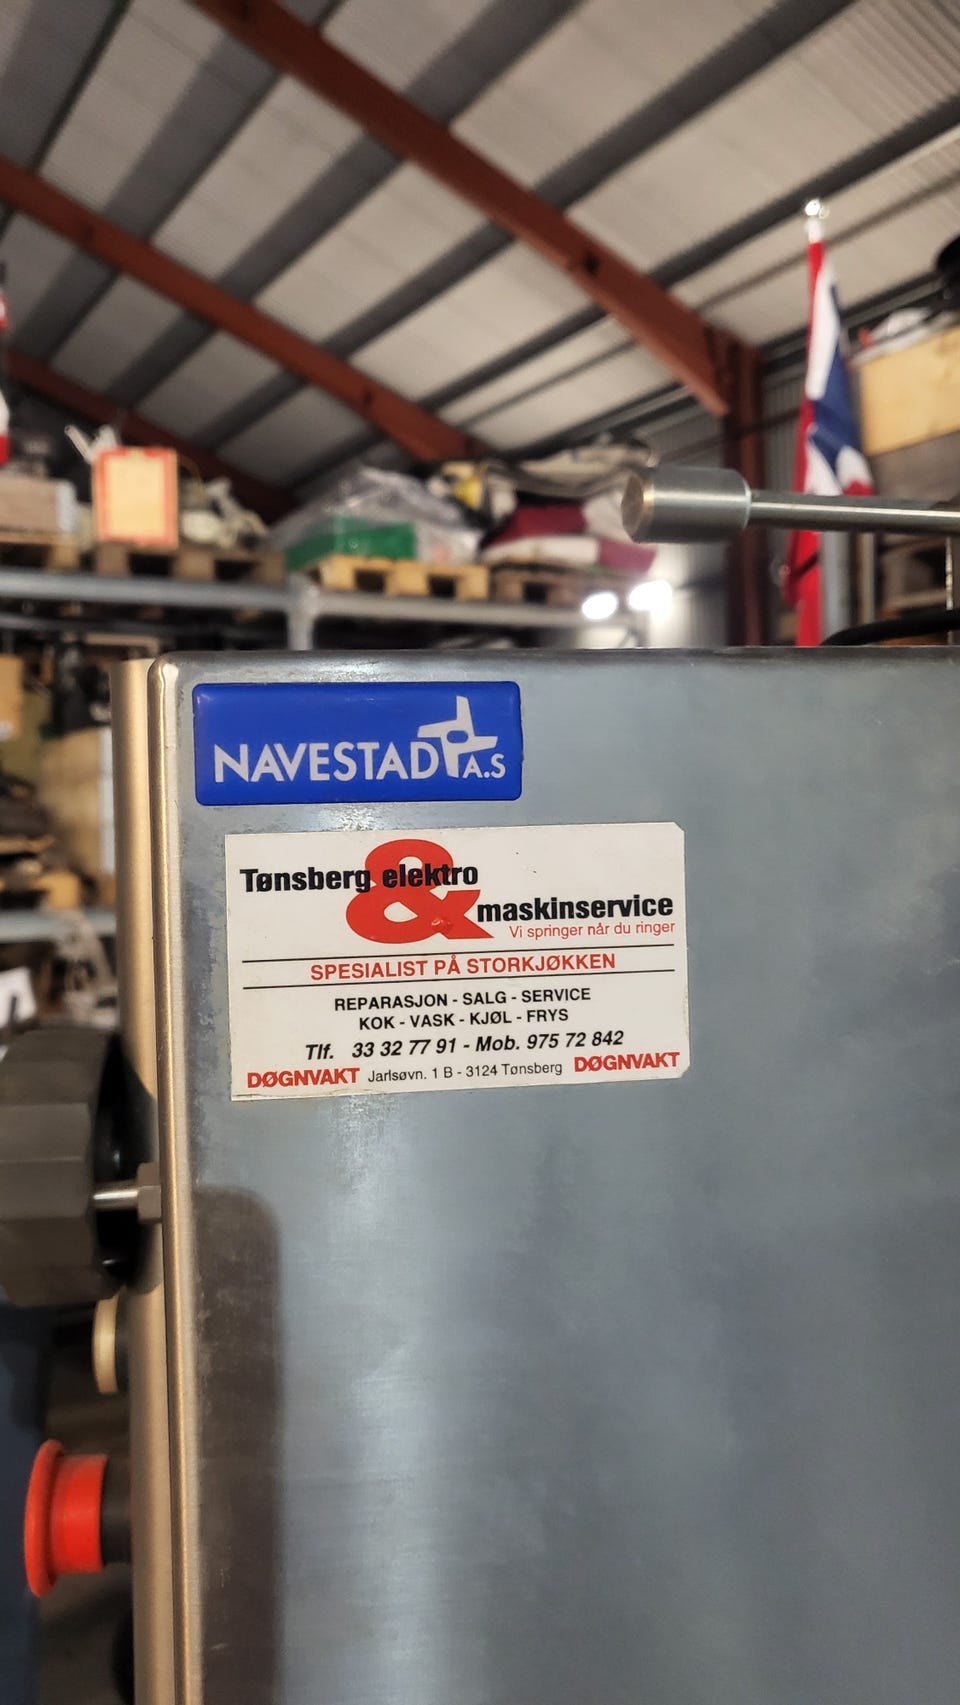 NAVESTAD A.S
Tønsberg elektro
&
maskinservice
Vi springer når du ringer
SPESIALIST PÅ STORKJØKKEN
REPARASJON - SALG - SERVICE
KOK - VASK - KJØL - FRYS
Tlf. 33 32 77 91 - Mob. 975 72 842
DØGNVAKT Jarlsøvn. 1 B - 3124 Tønsberg DØGNVAKT